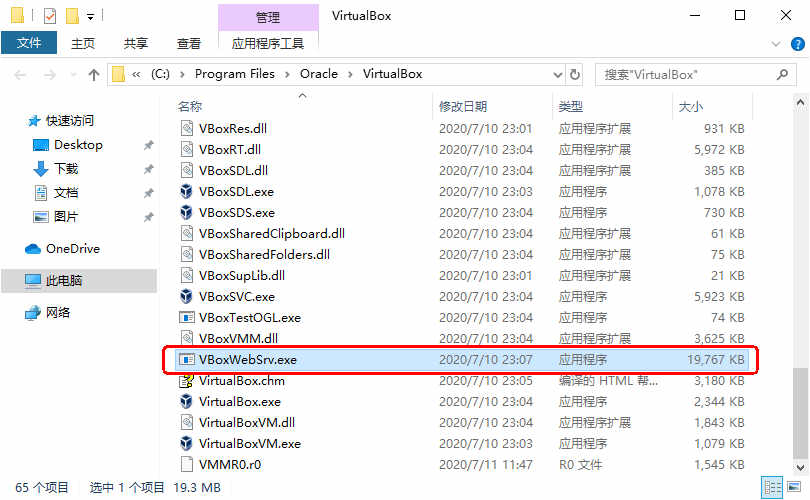 管理 VirtualBox
文件 主页 共享 查看 应用程序工具
« (C:) › Program Files › Oracle › VirtualBox 搜索"VirtualBox"
名称 修改日期 类型 大小
快速访问
Desktop
下载
文档
图片
OneDrive
此电脑
网络
VBoxRes.dll 2020/7/10 23:01 应用程序扩展 931 KB
VBoxRT.dll 2020/7/10 23:04 应用程序扩展 5,972 KB
VBoxSDL.dll 2020/7/10 23:04 应用程序扩展 385 KB
VBoxSDL.exe 2020/7/10 23:03 应用程序 1,078 KB
VBoxSDS.exe 2020/7/10 23:04 应用程序 730 KB
VBoxSharedClipboard.dll 2020/7/10 23:04 应用程序扩展 61 KB
VBoxSharedFolders.dll 2020/7/10 23:04 应用程序扩展 75 KB
VBoxSupLib.dll 2020/7/10 23:01 应用程序扩展 21 KB
VBoxSVC.exe 2020/7/10 23:04 应用程序 5,923 KB
VBoxTestOGL.exe 2020/7/10 23:04 应用程序 74 KB
VBoxVMM.dll 2020/7/10 23:04 应用程序扩展 3,625 KB
VBoxWebSrv.exe 2020/7/10 23:07 应用程序 19,767 KB
VirtualBox.chm 2020/7/10 23:05 编译的 HTML 帮... 3,180 KB
VirtualBox.exe 2020/7/10 23:04 应用程序 2,344 KB
VirtualBoxVM.dll 2020/7/10 23:04 应用程序扩展 1,843 KB
VirtualBoxVM.exe 2020/7/10 23:03 应用程序 1,079 KB
VMMR0.r0 2020/7/11 11:47 R0 文件 1,545 KB
65 个项目 选中 1 个项目 19.3 MB